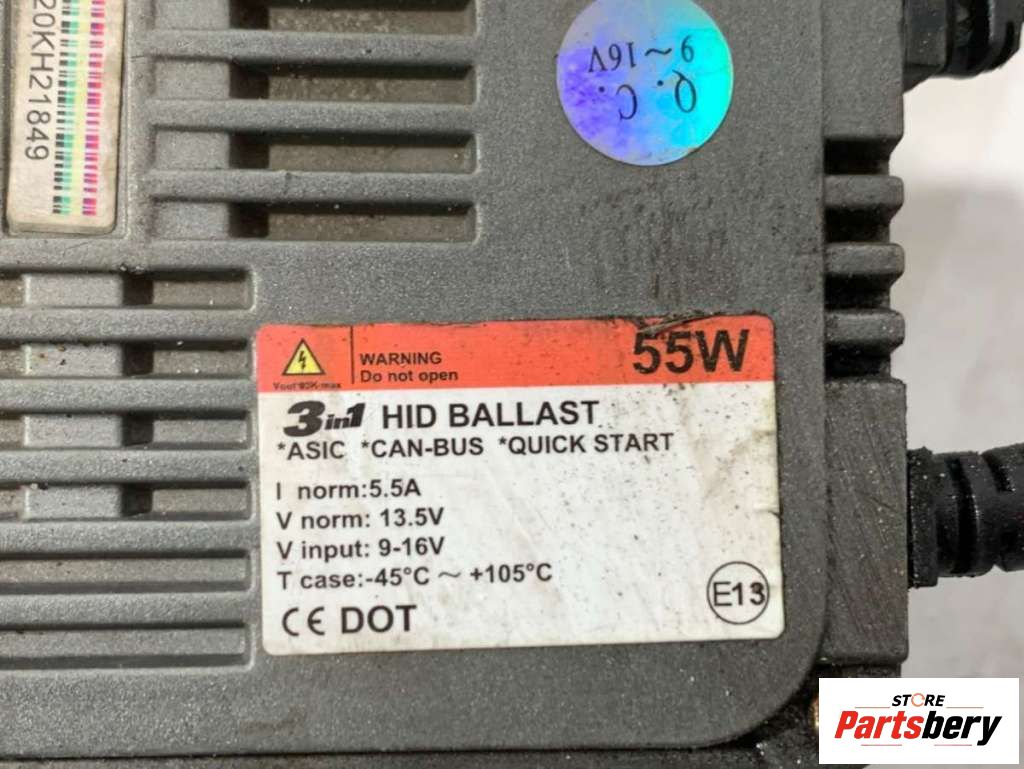 20KH21849
Q. C.
9~16V
WARNING
Do not open
55W
3in1 HID BALLAST
*ASIC *CAN-BUS *QUICK START
I norm:5.5A
V norm: 13.5V
V input: 9-16V
T case:-45°C ~ +105°C
CE DOT
E13
STORE
Partsbery